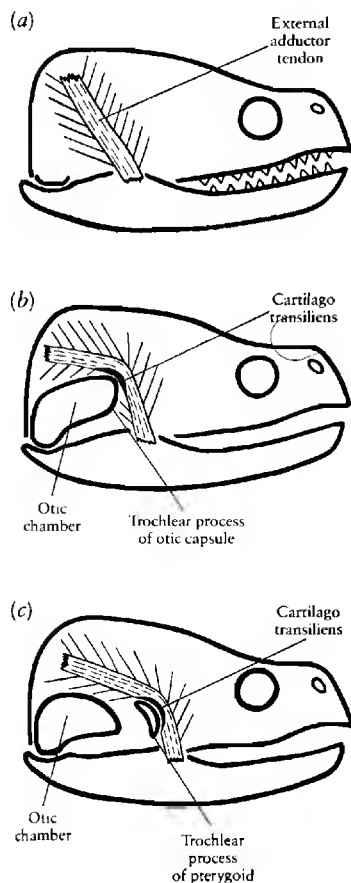 (a)
External
adductor
tendon
(b)
Cartilago
transiliens
Otic
chamber
Trochlear process
of otic capsule
(c)
Cartilago
transiliens
Otic
chamber
Trochlear
process
of pterygoid